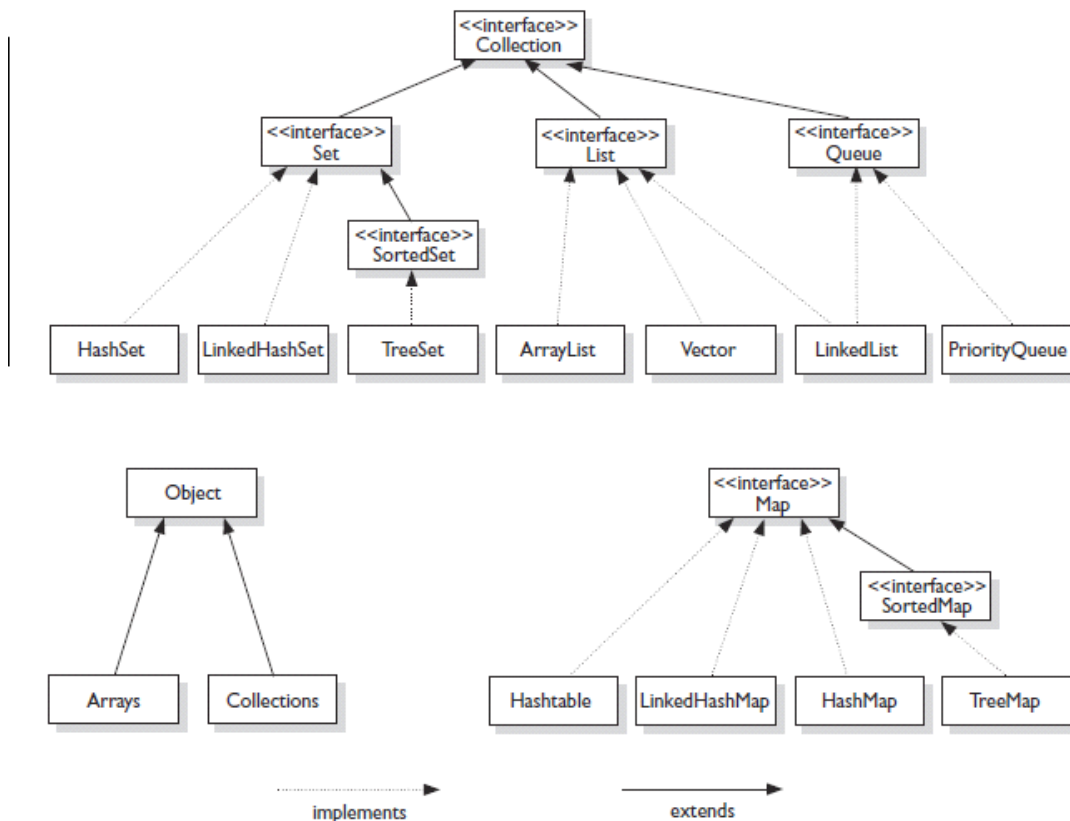 <<interface>>
Collection
<<interface>>
Set
<<interface>>
List
<<interface>>
Queue
<<interface>>
SortedSet
HashSet
LinkedHashSet
TreeSet
ArrayList
Vector
LinkedList
PriorityQueue
Object
<<interface>>
Map
<<interface>>
SortedMap
Arrays
Collections
Hashtable
LinkedHashMap
HashMap
TreeMap
implements
extends